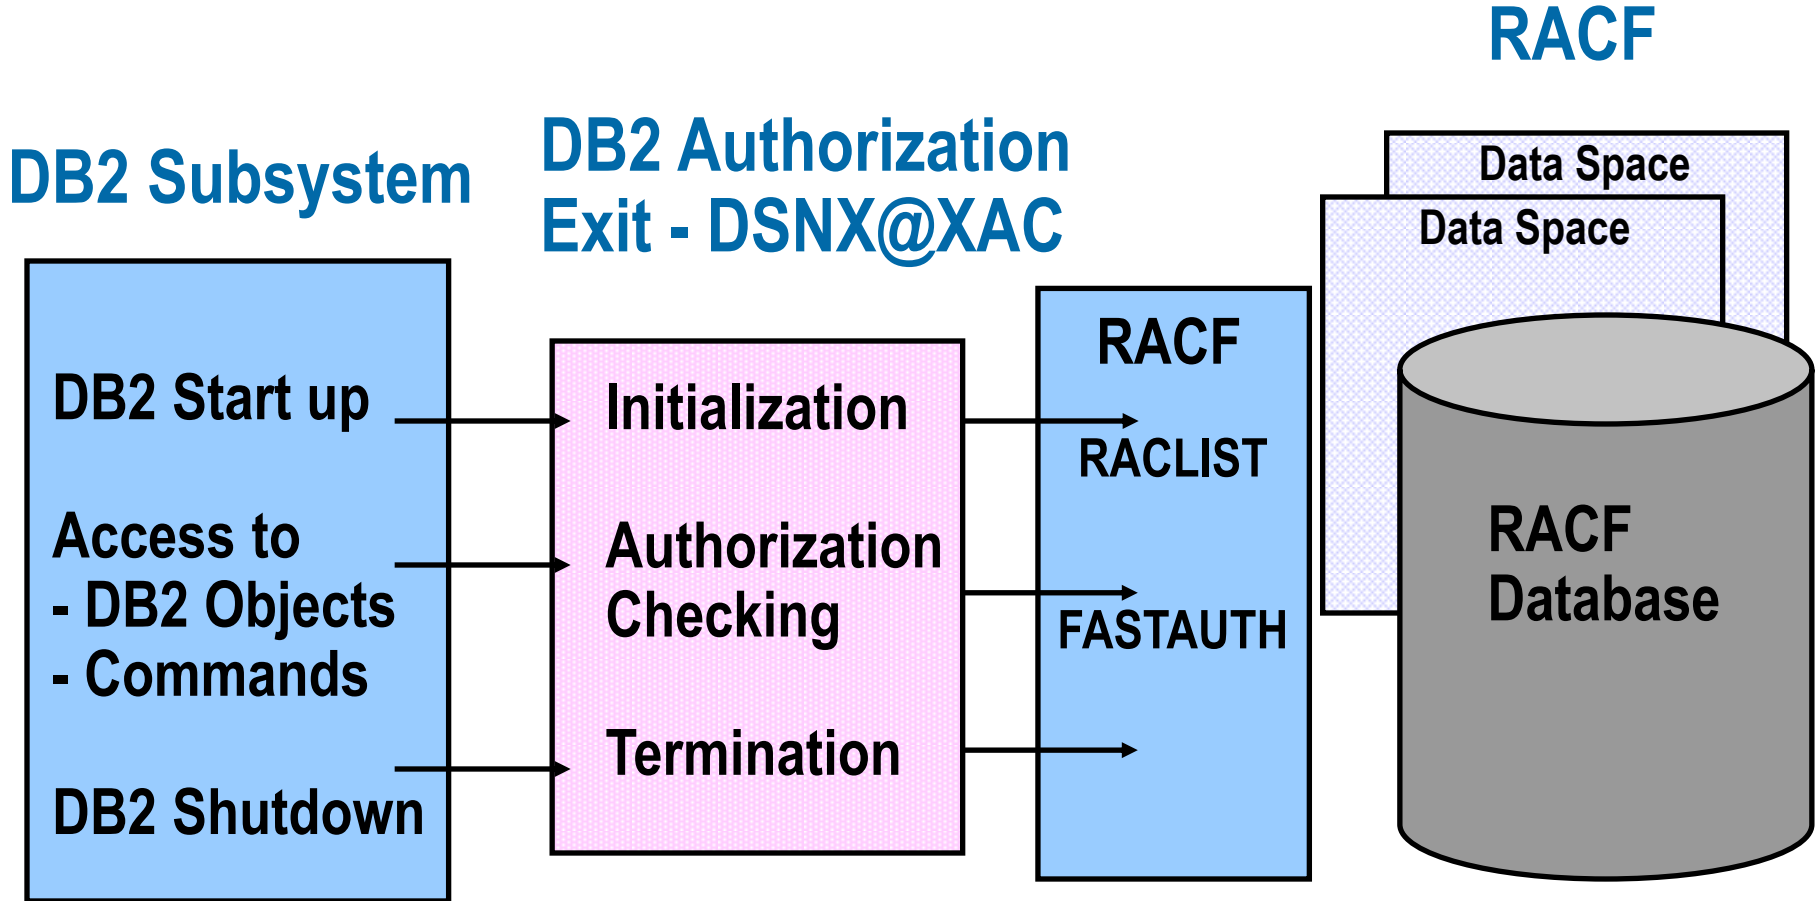 RACF
DB2 Subsystem
DB2 Authorization
Exit - DSNX@XAC
Data Space
Data Space
DB2 Start up
Access to
- DB2 Objects
- Commands
DB2 Shutdown
Initialization
Authorization
Checking
Termination
RACF
RACLIST
FASTAUTH
RACF
Database